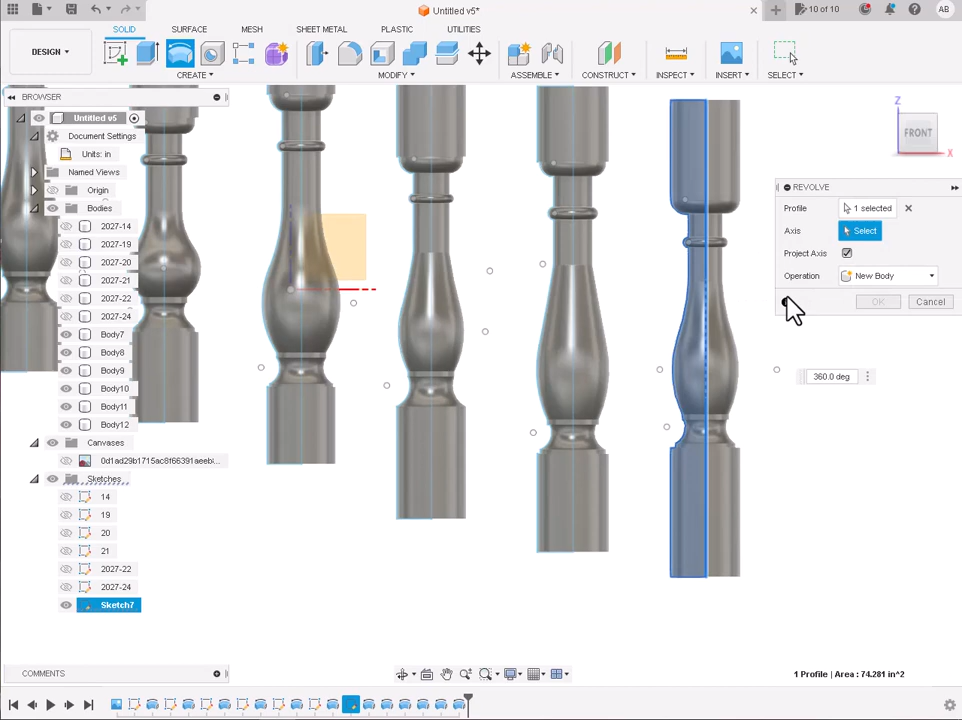 Untitled v5*
10 of 10
AB
SOLID SURFACE MESH SHEET METAL PLASTIC UTILITIES
DESIGN
CREATE MODIFY ASSEMBLE CONSTRUCT INSPECT INSERT SELECT
BROWSER
Untitled v5
Document Settings
Units: in
Named Views
Origin
Bodies
2027-14
2027-19
2027-20
2027-21
2027-22
2027-24
Body7
Body8
Body9
Body10
Body11
Body12
Canvases
0d1ad29b1715ac8f66391aeeb...
Sketches
14
19
20
21
2027-22
2027-24
Sketch7
Z
FRONT
X
REVOLVE
Profile 1 selected
Axis Select
Project Axis
Operation New Body
OK Cancel
360.0 deg
COMMENTS
1 Profile | Area : 74.281 in^2